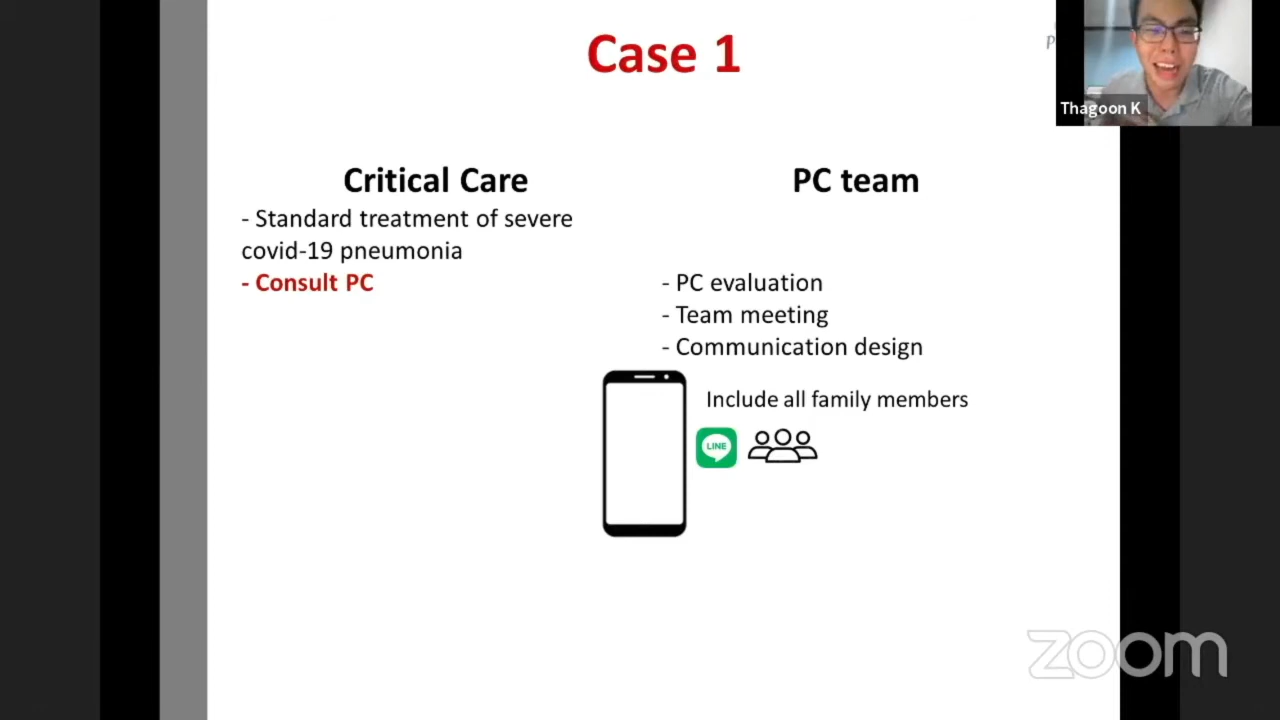 Case 1
p
Thagoon K
Critical Care
PC team
- Standard treatment of severe
covid-19 pneumonia
- Consult PC
- PC evaluation
- Team meeting
- Communication design
Include all family members
LINE
zoom